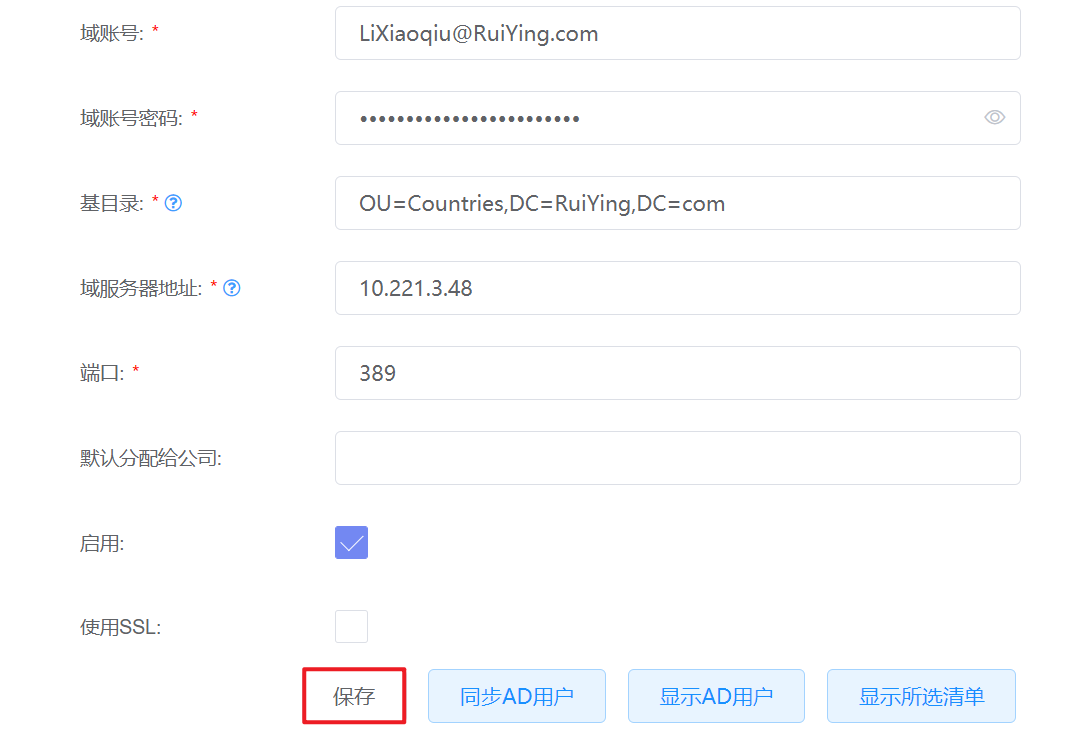 域账号: * LiXiaoqiu@RuiYing.com
域账号密码: * ••••••••••••••••••••••••
基目录: * ? OU=Countries,DC=RuiYing,DC=com
域服务器地址: * ? 10.221.3.48
端口: * 389
默认分配给公司:
启用:
使用SSL:
保存 同步AD用户 显示AD用户 显示所选清单